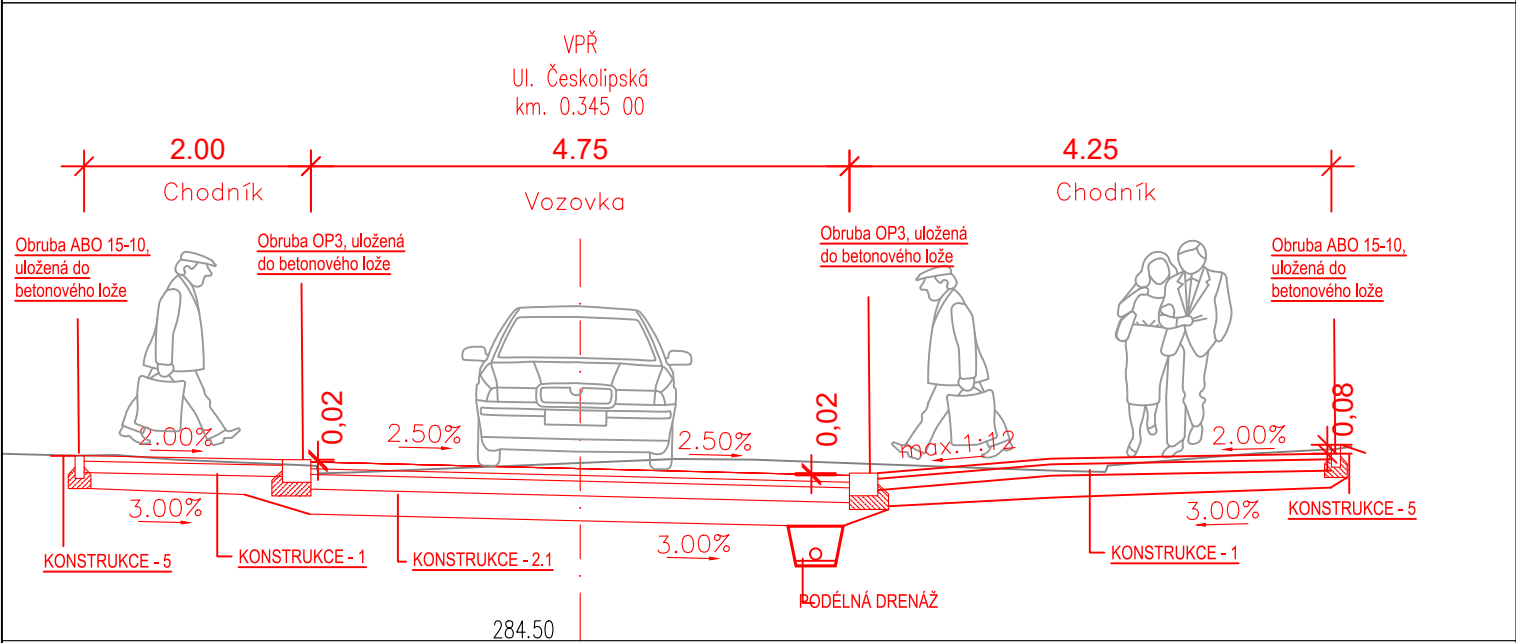 VPŘ
Ul. Českolipská
km. 0.345 00
2.00
4.75
4.25
Chodník
Vozovka
Chodník
Obruba ABO 15-10,
uložená do
betonového lože
Obruba OP3, uložená
do betonového lože
Obruba OP3, uložená
do betonového lože
Obruba ABO 15-10,
uložená do
betonového lože
0,02
0,02
0,08
2.00%
2.50%
2.50%
max.1:12
2.00%
3.00%
3.00%
3.00%
KONSTRUKCE - 5
KONSTRUKCE - 1
KONSTRUKCE - 2.1
KONSTRUKCE - 1
KONSTRUKCE - 5
PODÉLNÁ DRENÁŽ
284.50